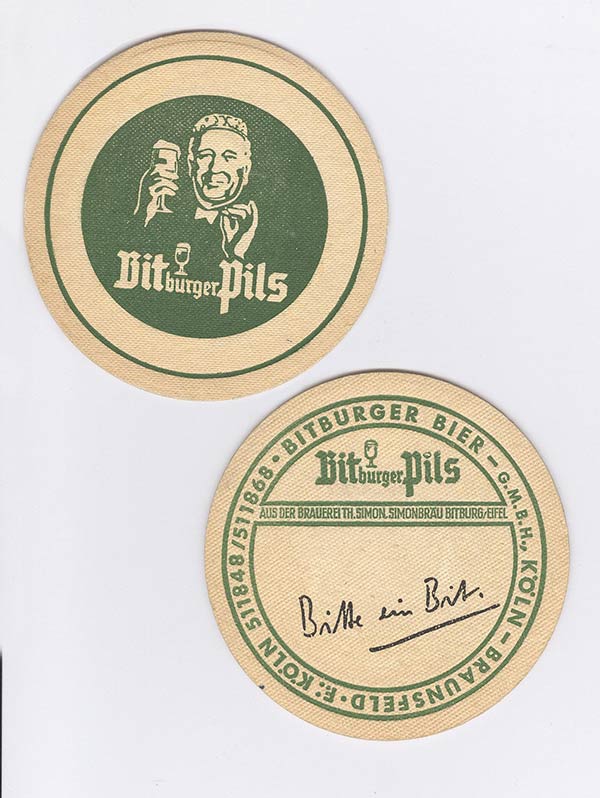 Bitburger Pils
BITBURGER BIER – G.M.B.H., KÖLN – BRAUNSFELD · F: KÖLN 511848/511868 ·
Bitburger Pils
AUS DER BRAUEREI TH. SIMON, SIMONBRÄU BITBURG/EIFEL
Bitte ein Bit.